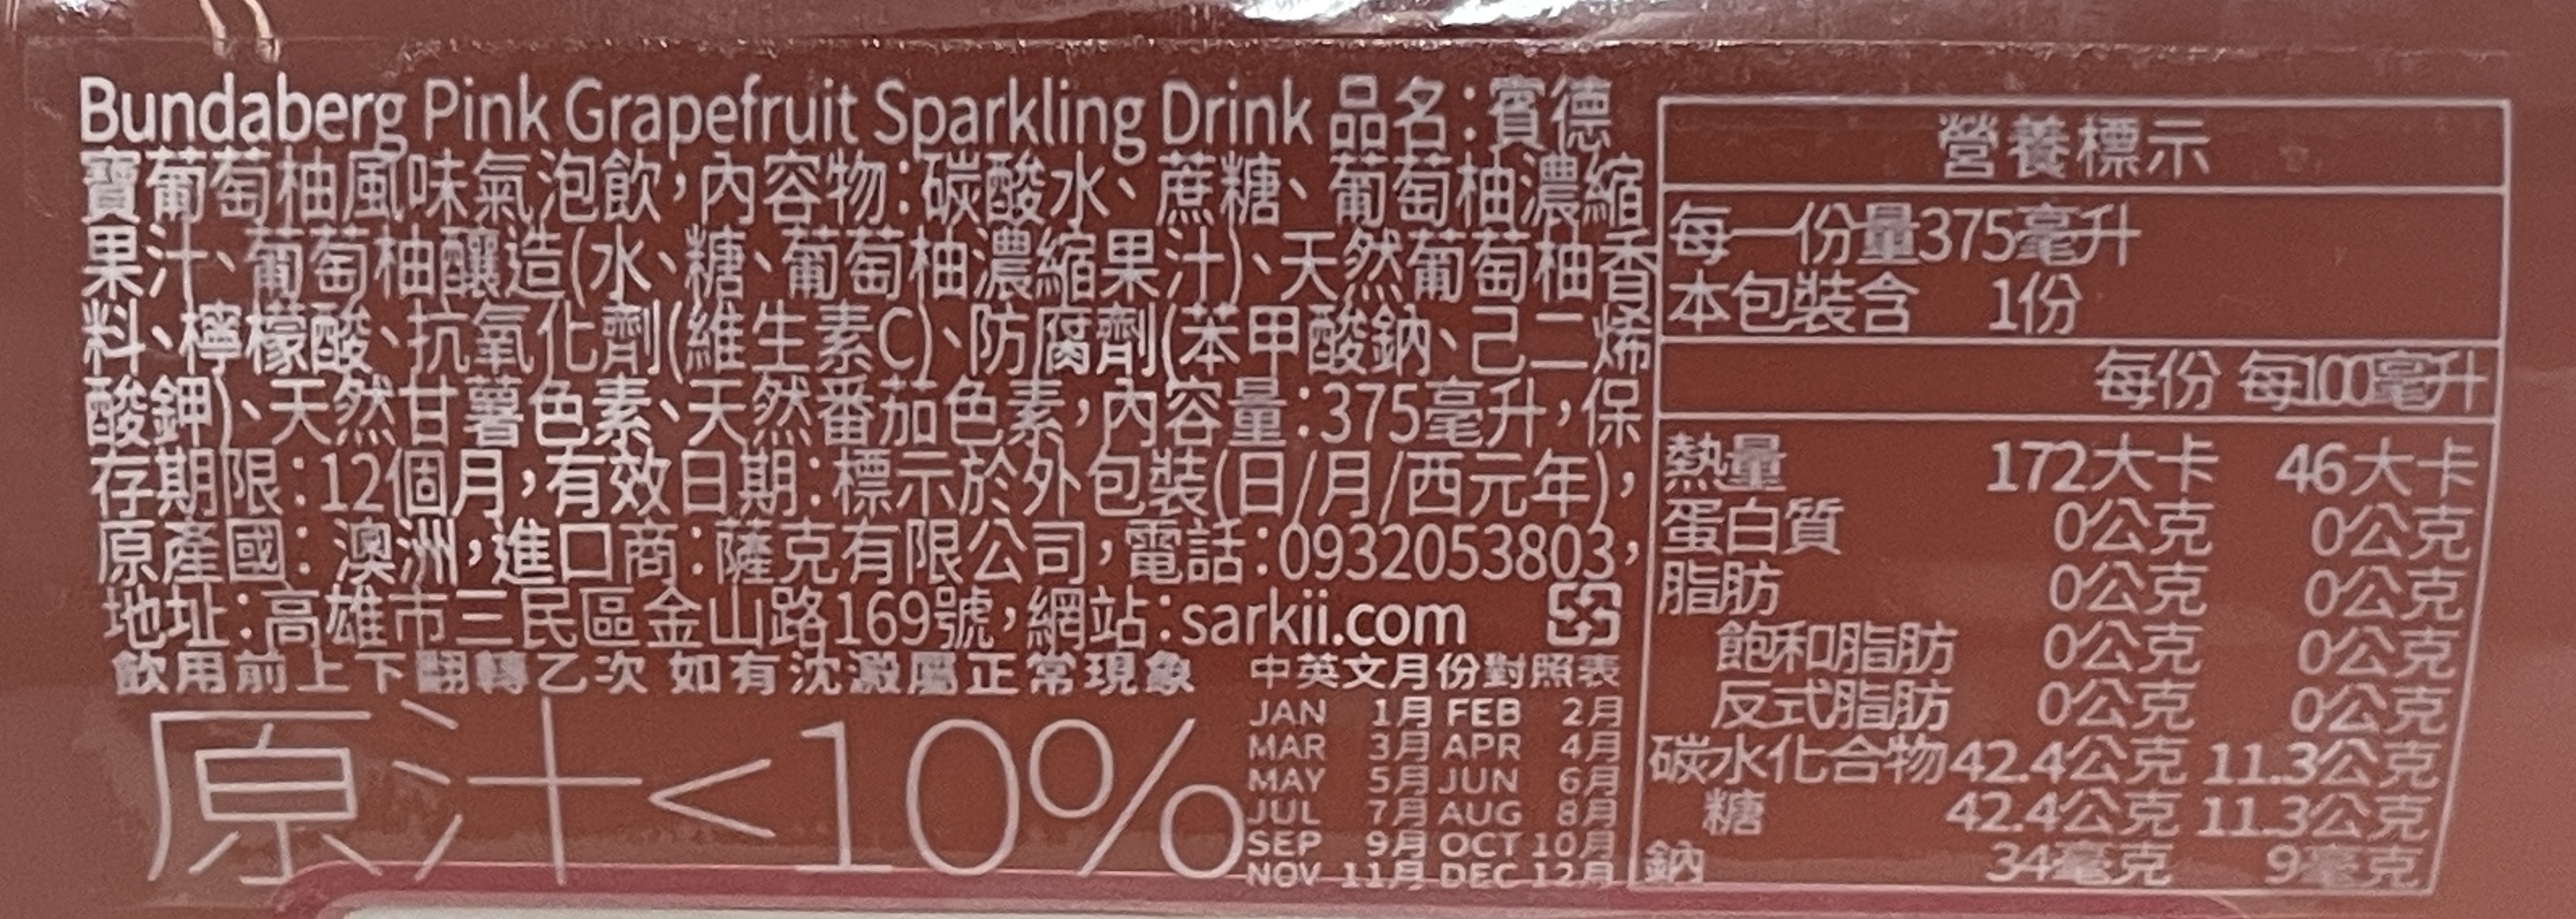 Bundaberg Pink Grapefruit Sparkling Drink 品名:賓德
寶葡萄柚風味氣泡飲,內容物:碳酸水、蔗糖、葡萄柚濃縮
果汁、葡萄柚釀造(水、糖、葡萄柚濃縮果汁)、天然葡萄柚香
料、檸檬酸、抗氧化劑(維生素C)、防腐劑(苯甲酸鈉、己二烯
酸鉀)、天然甘薯色素、天然番茄色素,內容量:375毫升,保
存期限:12個月,有效日期:標示於外包裝(日/月/西元年),
原產國: 澳洲,進口商:薩克有限公司,電話:0932053803,
地址:高雄市三民區金山路169號,網站:sarkii.com
飲用前上下翻轉乙次 如有沈澱屬正常現象
原汁<10%
中英文月份對照表
JAN 1月 FEB 2月
MAR 3月 APR 4月
MAY 5月 JUN 6月
JUL 7月 AUG 8月
SEP 9月 OCT 10月
NOV 11月 DEC 12月
營養標示
每一份量375毫升
本包裝含 1份
每份 每100毫升
熱量 172大卡 46大卡
蛋白質 0公克 0公克
脂肪 0公克 0公克
飽和脂肪 0公克 0公克
反式脂肪 0公克 0公克
碳水化合物 42.4公克 11.3公克
糖 42.4公克 11.3公克
鈉 34毫克 9毫克